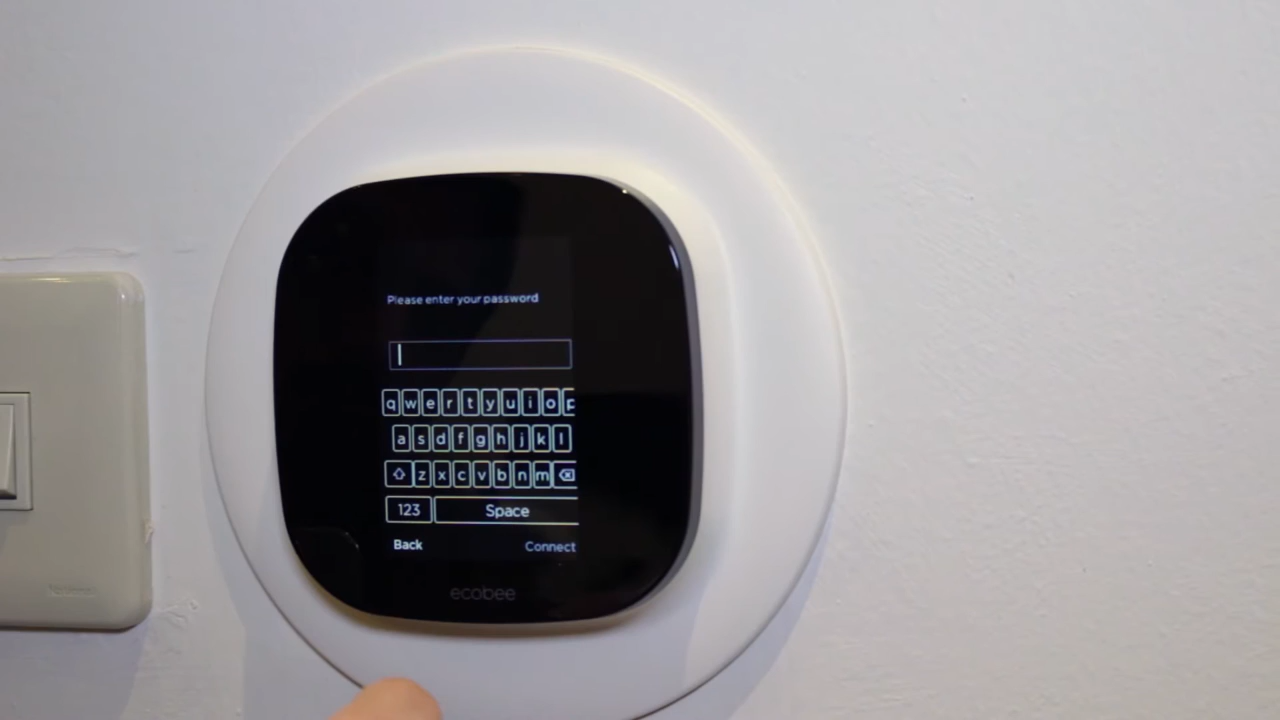 Please enter your password
q w e r t y u i o p
a s d f g h j k l
z x c v b n m
123 Space
Back Connect
ecobee